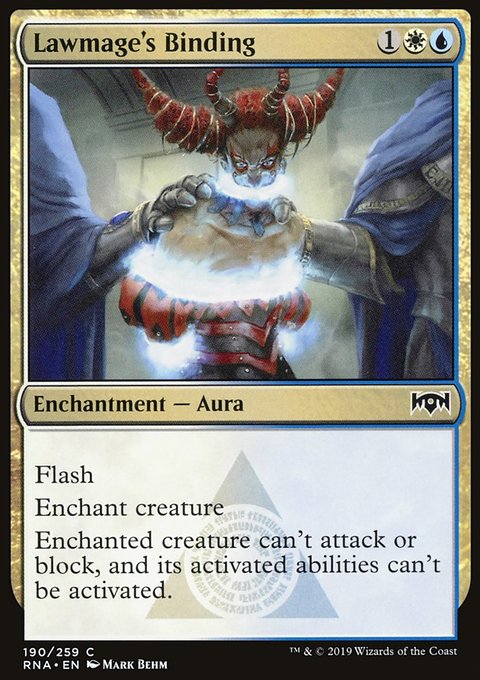 Lawmage's Binding 1
Enchantment — Aura
Flash
Enchant creature
Enchanted creature can't attack or
block, and its activated abilities can't
be activated.
190/259 C
RNA • EN Mark Behm
™ & © 2019 Wizards of the Coast